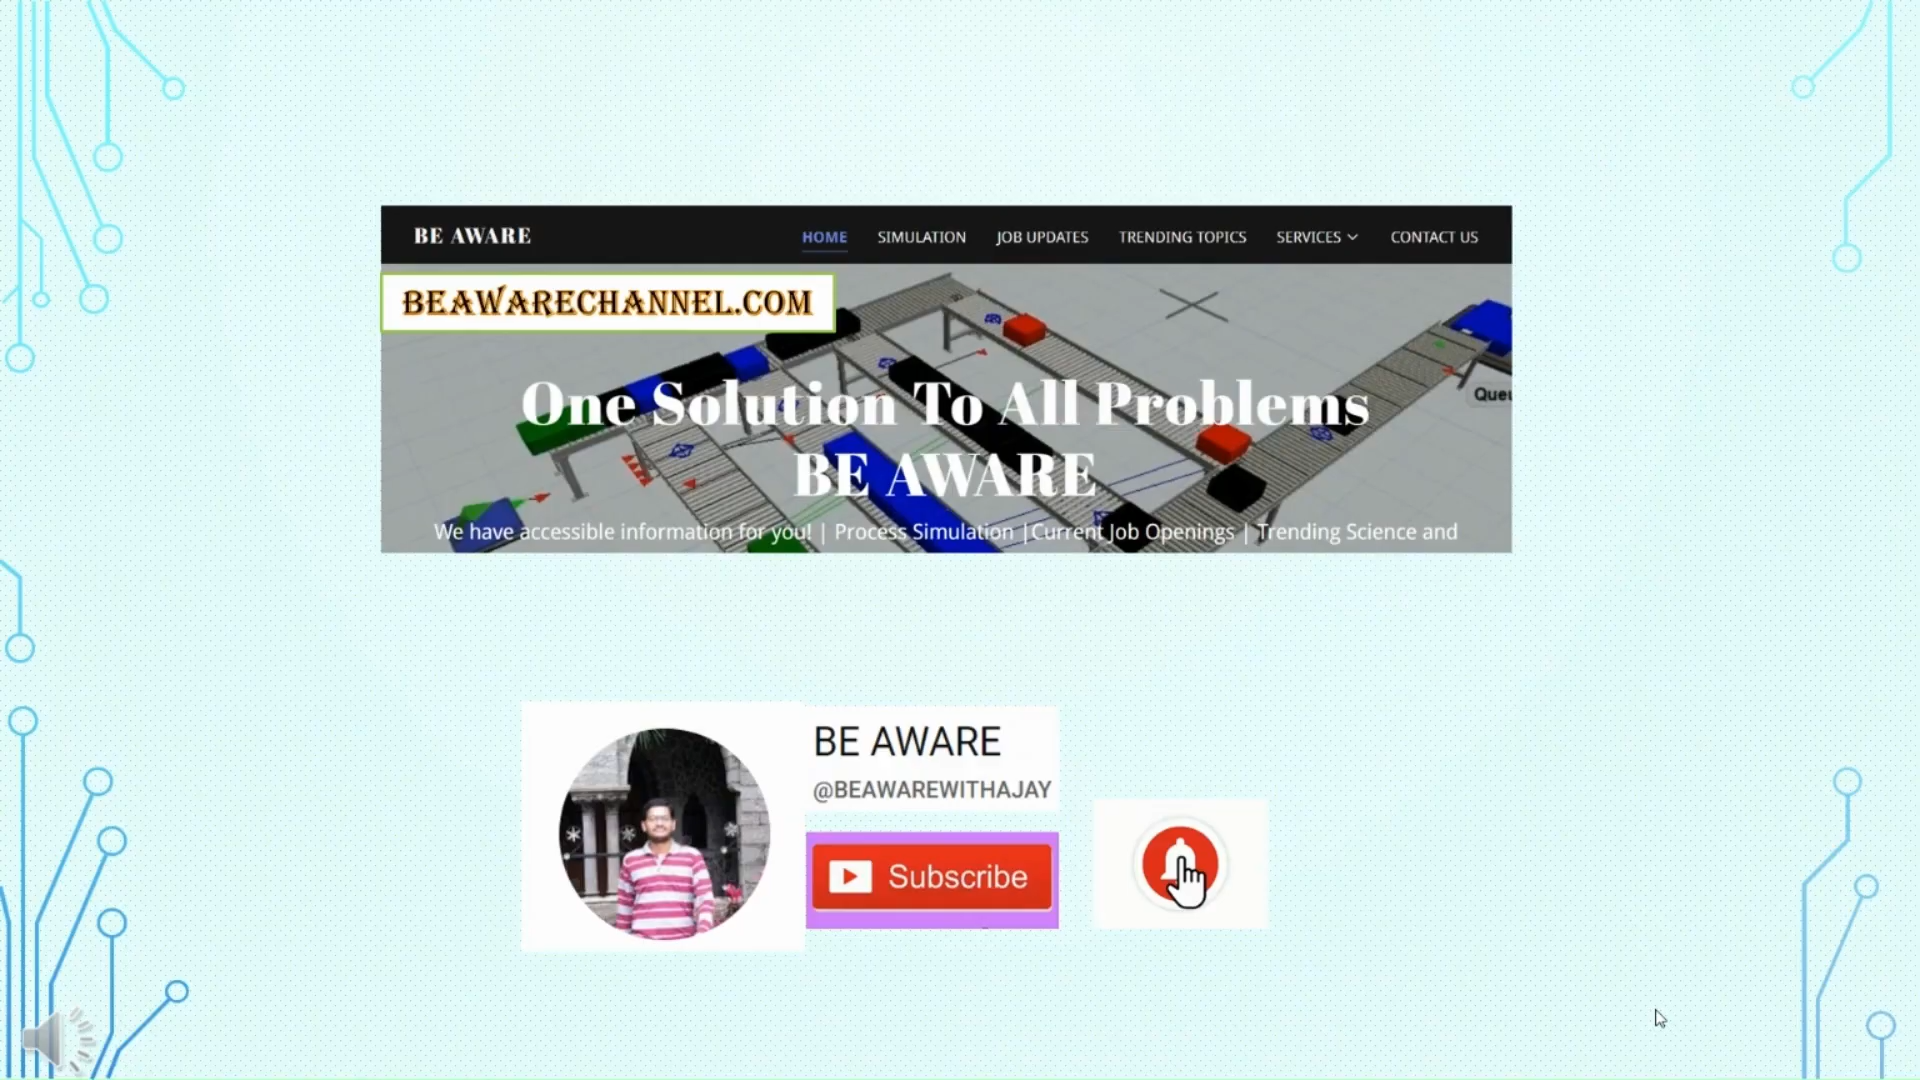 BE AWARE
HOME SIMULATION JOB UPDATES TRENDING TOPICS SERVICES CONTACT US
BEAWARECHANNEL.COM
One Solution To All Problems
BE AWARE
We have accessible information for you! | Process Simulation |Current Job Openings | Trending Science and
BE AWARE
@BEAWAREWITHAJAY
Subscribe